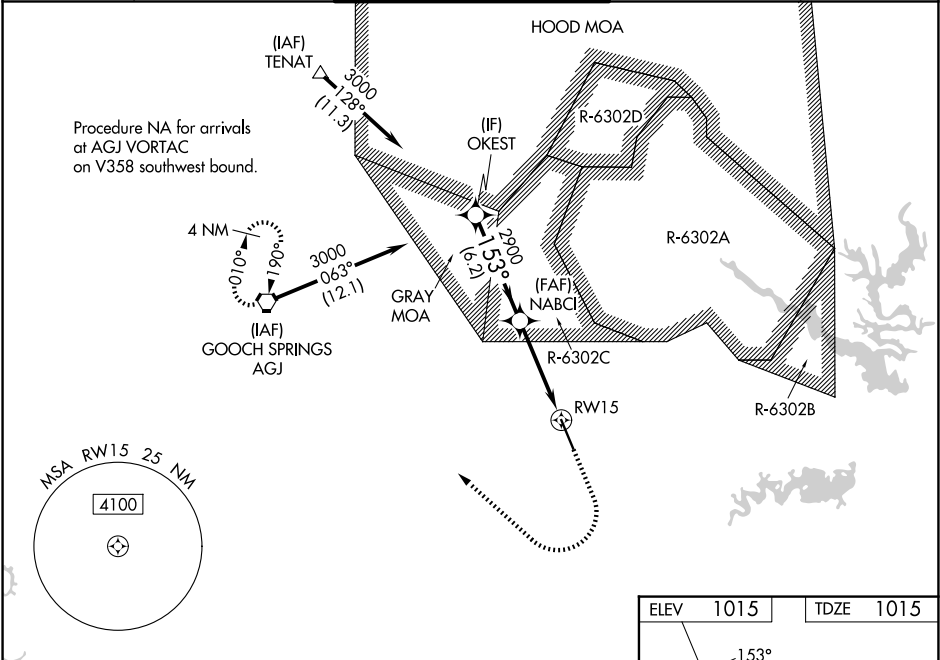 HOOD MOA
(IAF)
TENAT
3000
128°
(11.3)
R-6302D
(IF)
OKEST
Procedure NA for arrivals
at AGJ VORTAC
on V358 southwest bound.
4 NM
010°
190°
3000
063°
(12.1)
2900
153°
(6.2)
R-6302A
GRAY
MOA
(FAF)
NABCI
(IAF)
GOOCH SPRINGS
AGJ
R-6302C
RW15
R-6302B
MSA RW15 25 NM
4100
ELEV 1015
TDZE 1015
153°